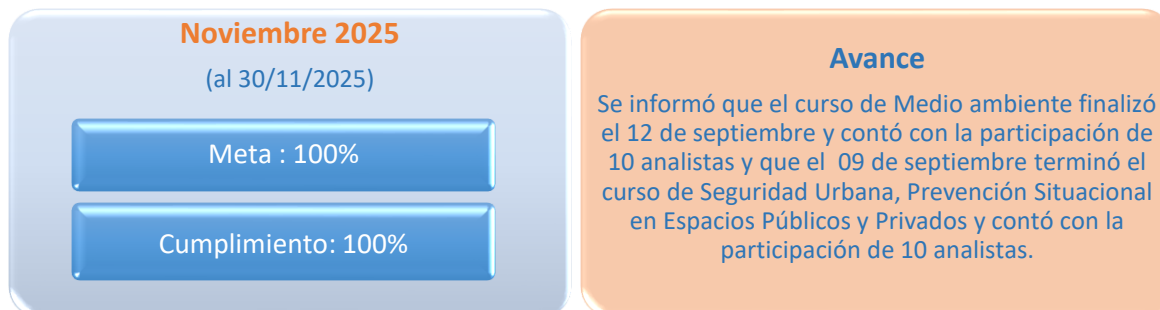 Noviembre 2025
(al 30/11/2025)
Meta : 100%
Cumplimiento: 100%
Avance
Se informó que el curso de Medio ambiente finalizó
el 12 de septiembre y contó con la participación de
10 analistas y que el 09 de septiembre terminó el
curso de Seguridad Urbana, Prevención Situacional
en Espacios Públicos y Privados y contó con la
participación de 10 analistas.